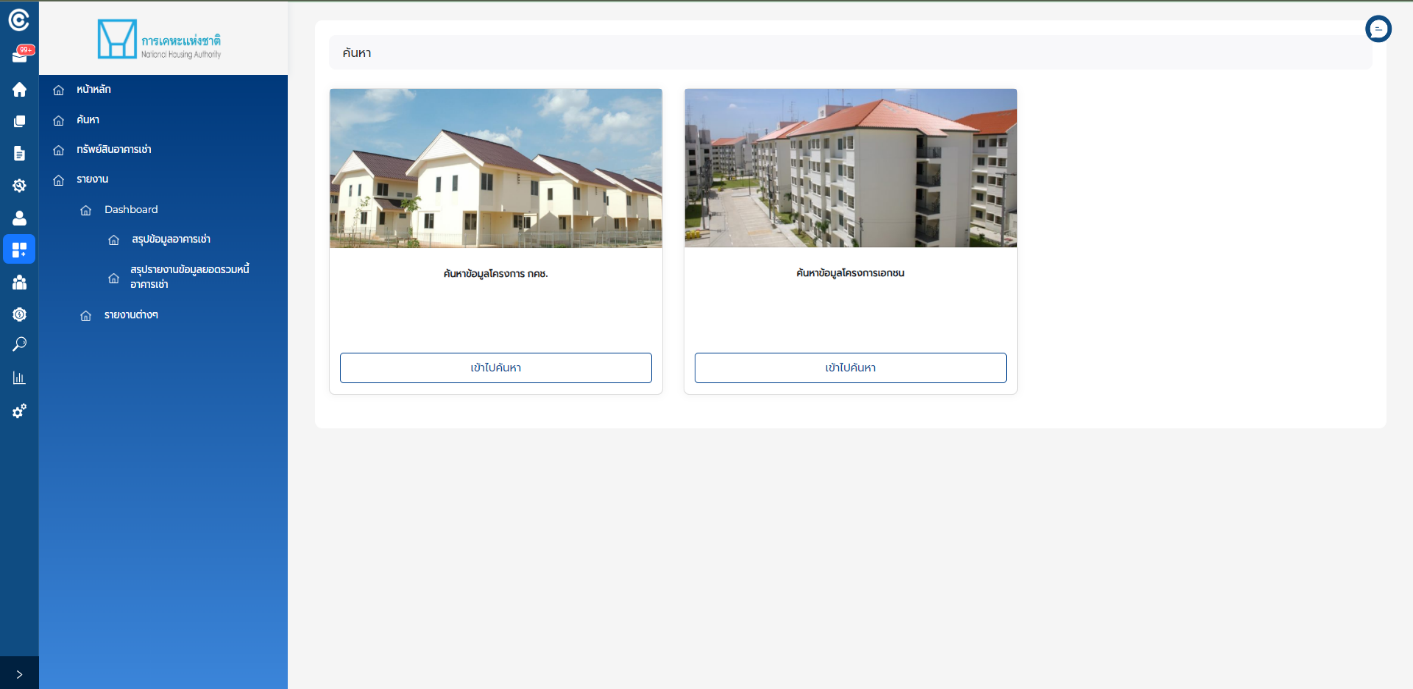 99+
การเคหะแห่งชาติ
National Housing Authority
หน้าหลัก
ค้นหา
ทรัพย์สินอาคารเช่า
รายงาน
Dashboard
สรุปข้อมูลอาคารเช่า
สรุปรายงานข้อมูลยอดรวมหนี้
อาคารเช่า
รายงานต่างๆ
ค้นหา
ค้นหาข้อมูลโครงการ กคช.
เข้าไปค้นหา
ค้นหาข้อมูลโครงการเอกชน
เข้าไปค้นหา